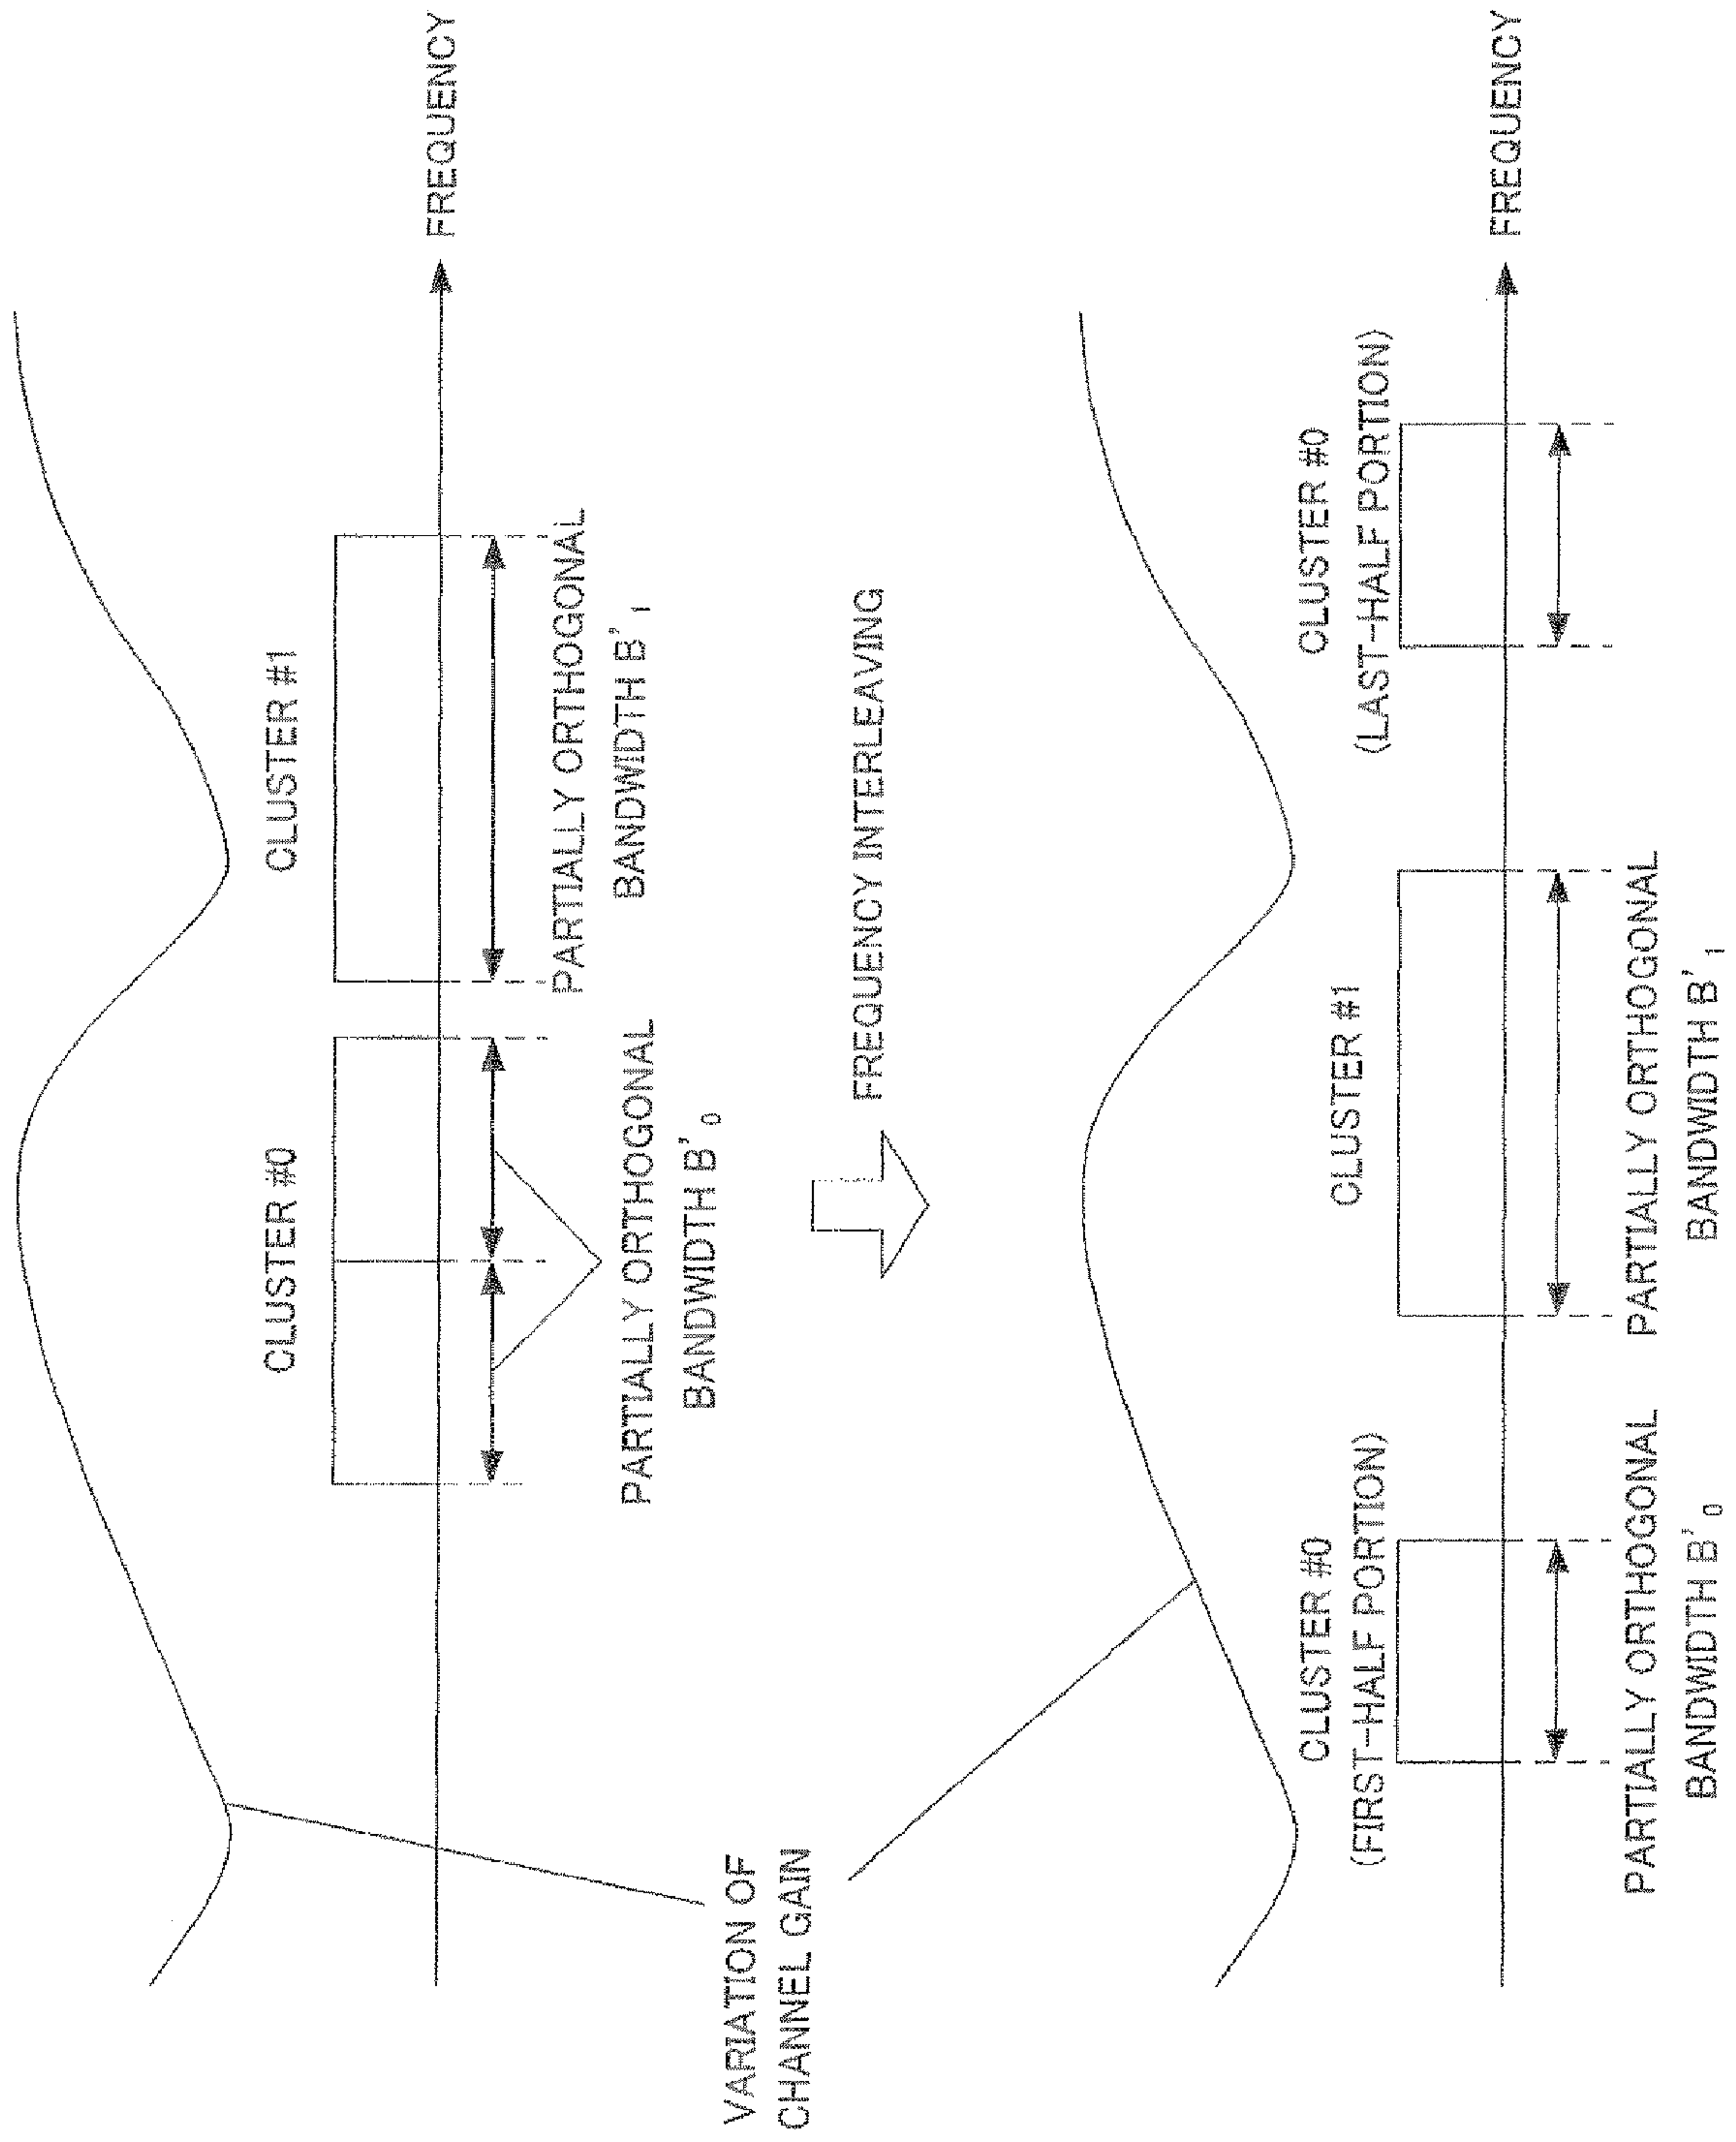 CLUSTER #0
CLUSTER #1
FREQUENCY
PARTIALLY ORTHOGONAL
BANDWIDTH B'0
PARTIALLY ORTHOGONAL
BANDWIDTH B'1
VARIATION OF
CHANNEL GAIN
FREQUENCY INTERLEAVING
CLUSTER #0
(FIRST-HALF PORTION)
CLUSTER #1
CLUSTER #0
(LAST-HALF PORTION)
FREQUENCY
PARTIALLY ORTHOGONAL
BANDWIDTH B'0
PARTIALLY ORTHOGONAL
BANDWIDTH B'1